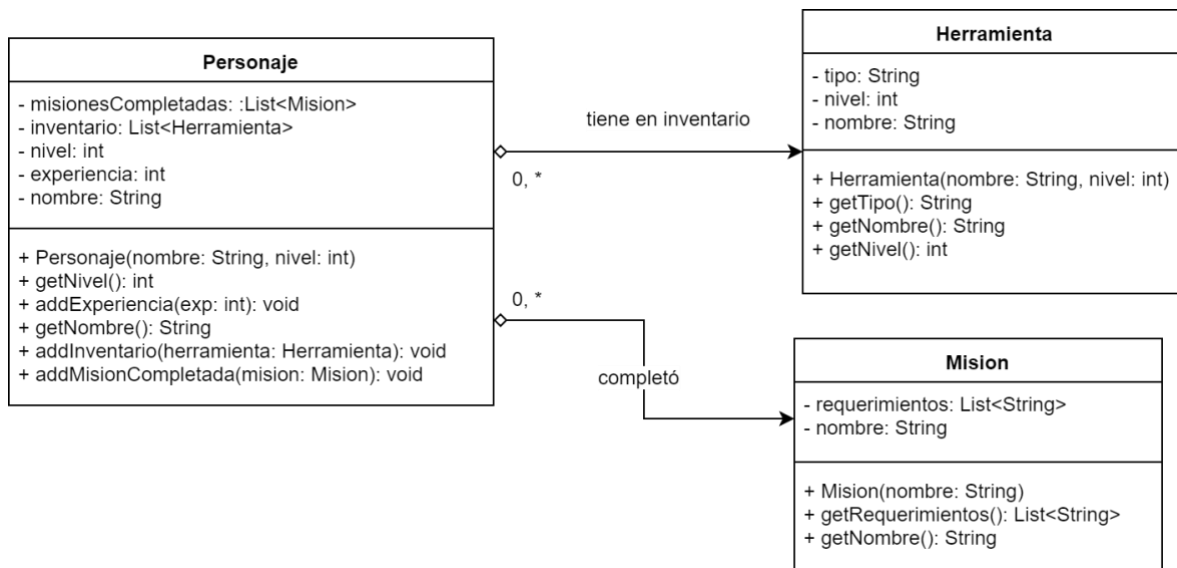 Personaje
- misionesCompletadas: :List<Mision>
- inventario: List<Herramienta>
- nivel: int
- experiencia: int
- nombre: String
+ Personaje(nombre: String, nivel: int)
+ getNivel(): int
+ addExperiencia(exp: int): void
+ getNombre(): String
+ addInventario(herramienta: Herramienta): void
+ addMisionCompletada(mision: Mision): void
tiene en inventario
0, *
0, *
completó
Herramienta
- tipo: String
- nivel: int
- nombre: String
+ Herramienta(nombre: String, nivel: int)
+ getTipo(): String
+ getNombre(): String
+ getNivel(): int
Mision
- requerimientos: List<String>
- nombre: String
+ Mision(nombre: String)
+ getRequerimientos(): List<String>
+ getNombre(): String